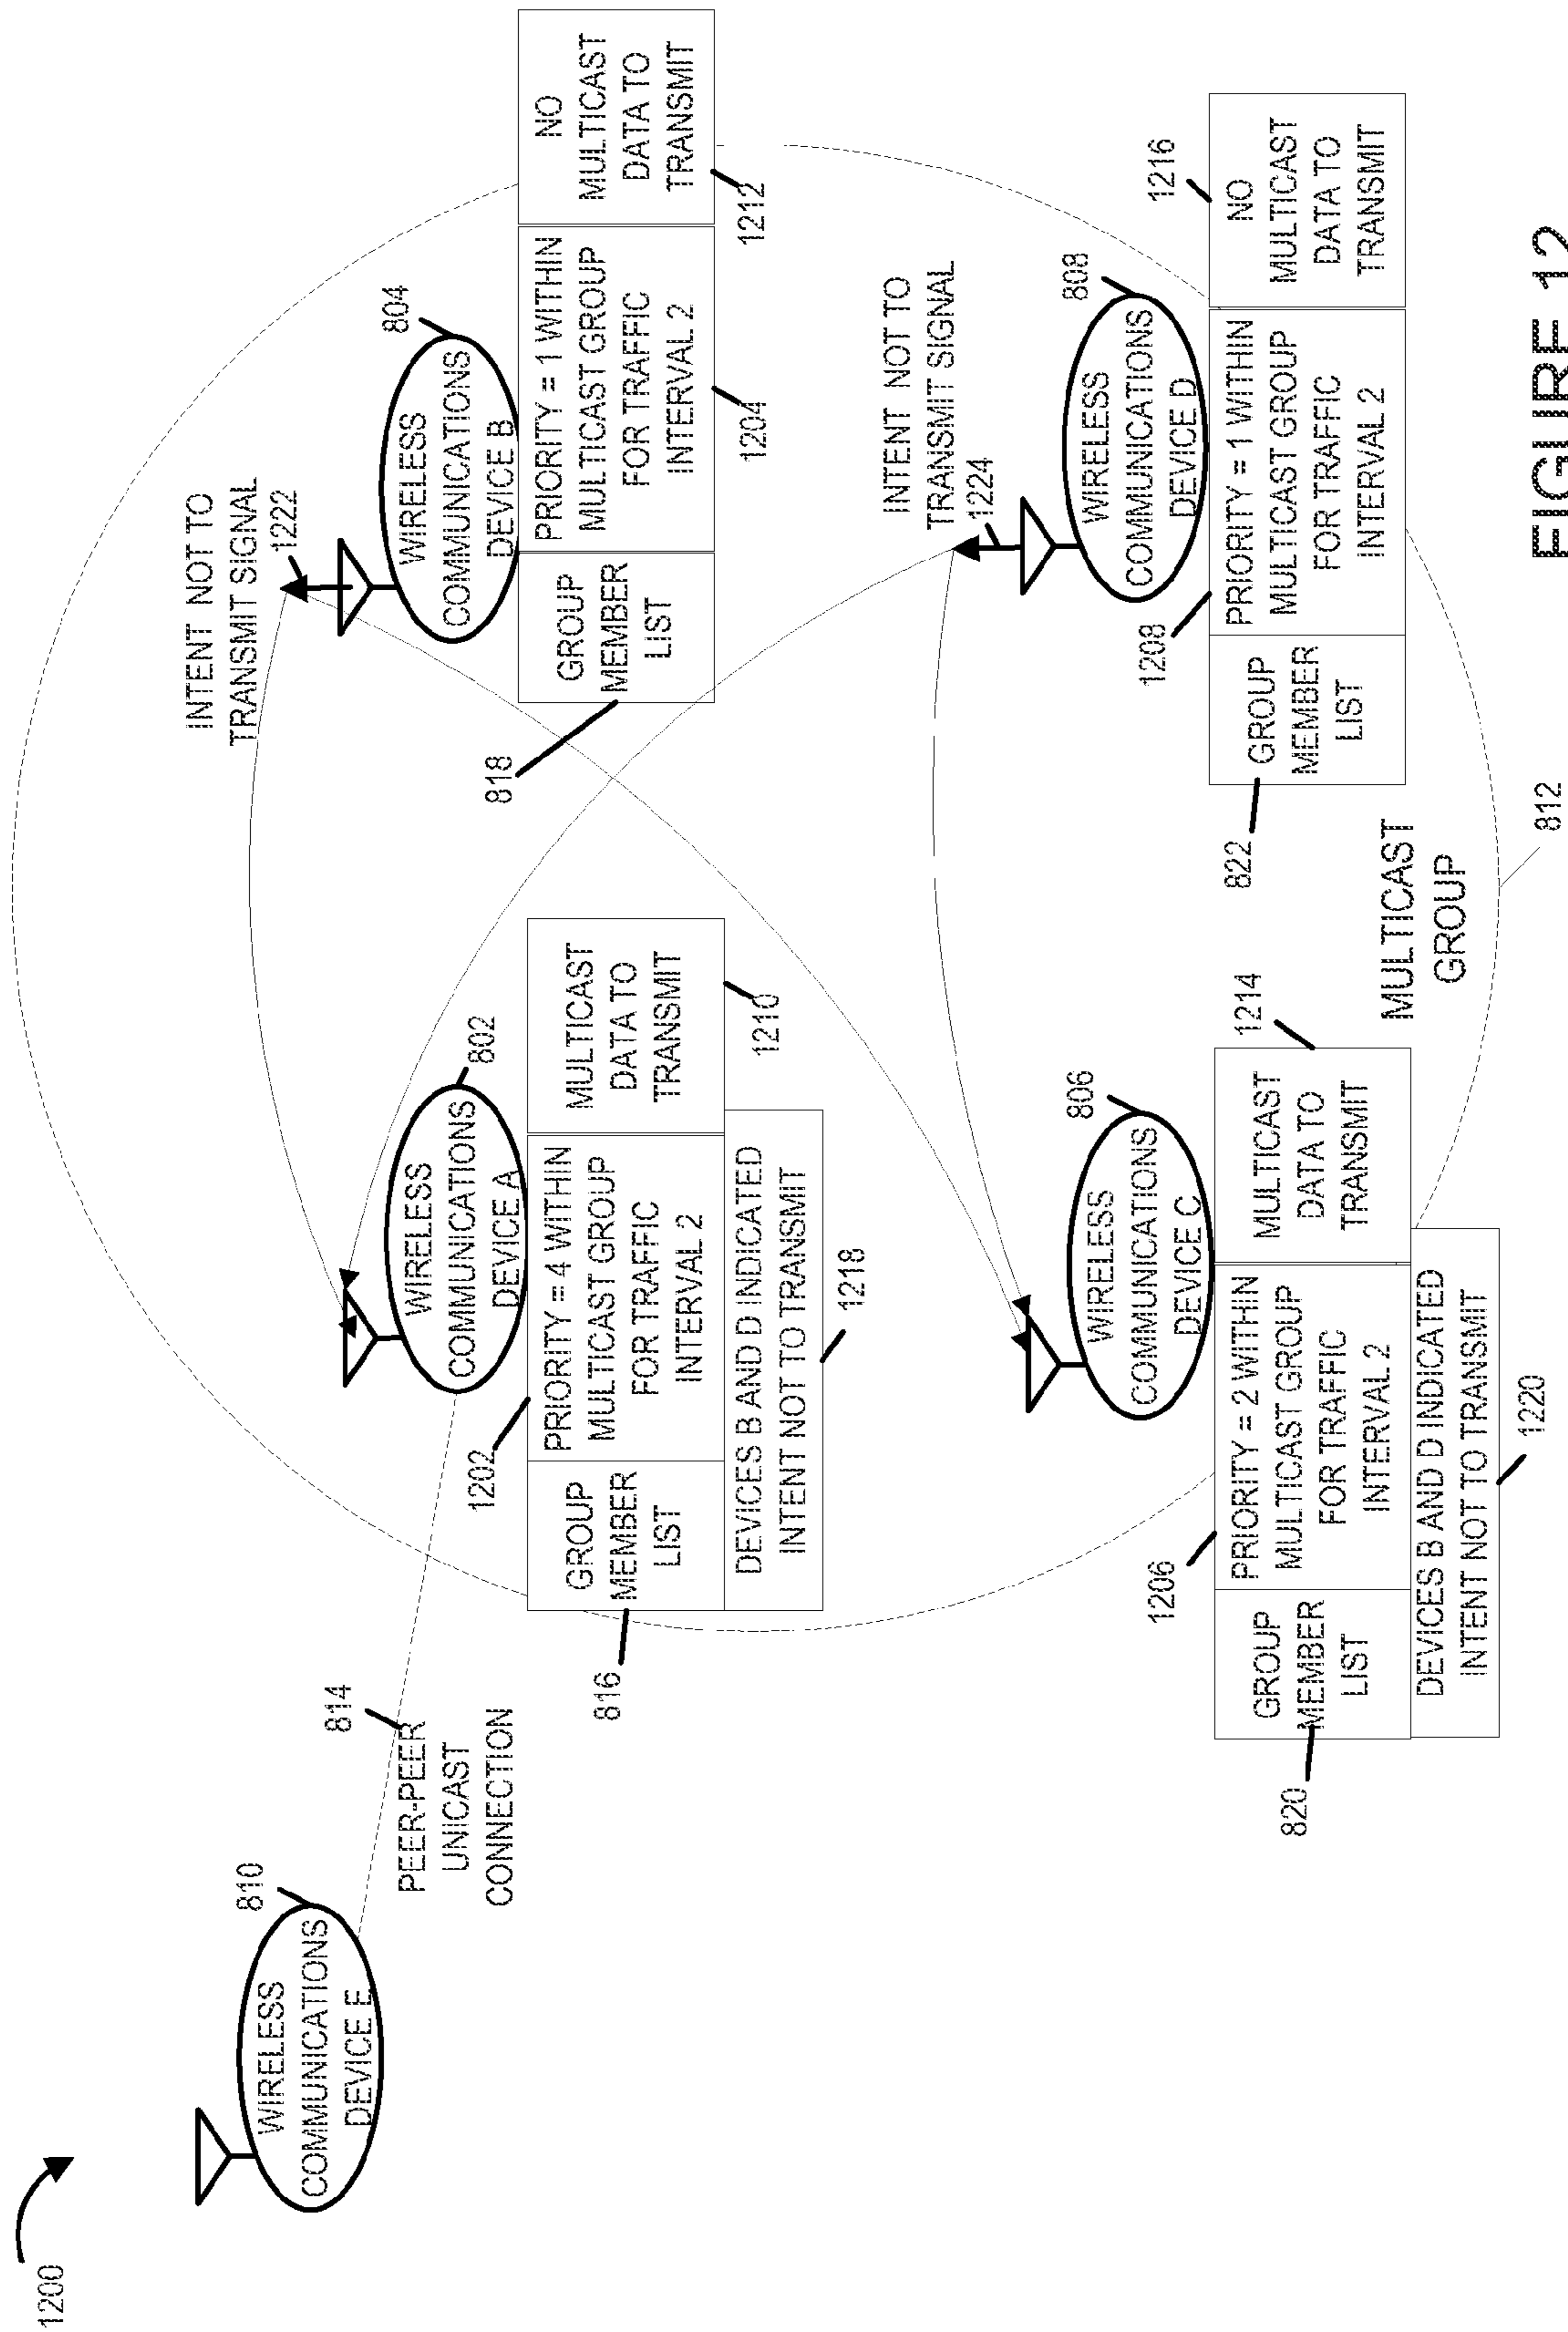 1200
WIRELESS
COMMUNICATIONS
DEVICE E
810
814
PEER-PEER
UNICAST
CONNECTION
WIRELESS
COMMUNICATIONS
DEVICE A
802
1202
GROUP
MEMBER
LIST
PRIORITY = 4 WITHIN
MULTICAST GROUP
FOR TRAFFIC
INTERVAL 2
MULTICAST
DATA TO
TRANSMIT
816
1210
DEVICES B AND D INDICATED
INTENT NOT TO TRANSMIT
1218
INTENT NOT TO
TRANSMIT SIGNAL
1222
WIRELESS
COMMUNICATIONS
DEVICE B
804
818
GROUP
MEMBER
LIST
PRIORITY = 1 WITHIN
MULTICAST GROUP
FOR TRAFFIC
INTERVAL 2
NO
MULTICAST
DATA TO
TRANSMIT
1204
1212
WIRELESS
COMMUNICATIONS
DEVICE C
806
1206
1214
GROUP
MEMBER
LIST
PRIORITY = 2 WITHIN
MULTICAST GROUP
FOR TRAFFIC
INTERVAL 2
MULTICAST
DATA TO
TRANSMIT
820
DEVICES B AND D INDICATED
INTENT NOT TO TRANSMIT
1220
INTENT NOT TO
TRANSMIT SIGNAL
1224
WIRELESS
COMMUNICATIONS
DEVICE D
808
1208
1216
822
GROUP
MEMBER
LIST
PRIORITY = 1 WITHIN
MULTICAST GROUP
FOR TRAFFIC
INTERVAL 2
NO
MULTICAST
DATA TO
TRANSMIT
MULTICAST
GROUP
812
FIGURE 12